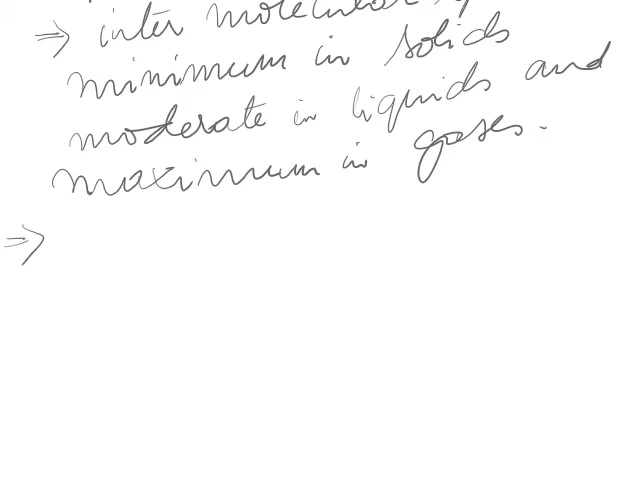 ⇒ inter molecular
minimum in solids
moderate in liquids and
maximum in gases.
⇒